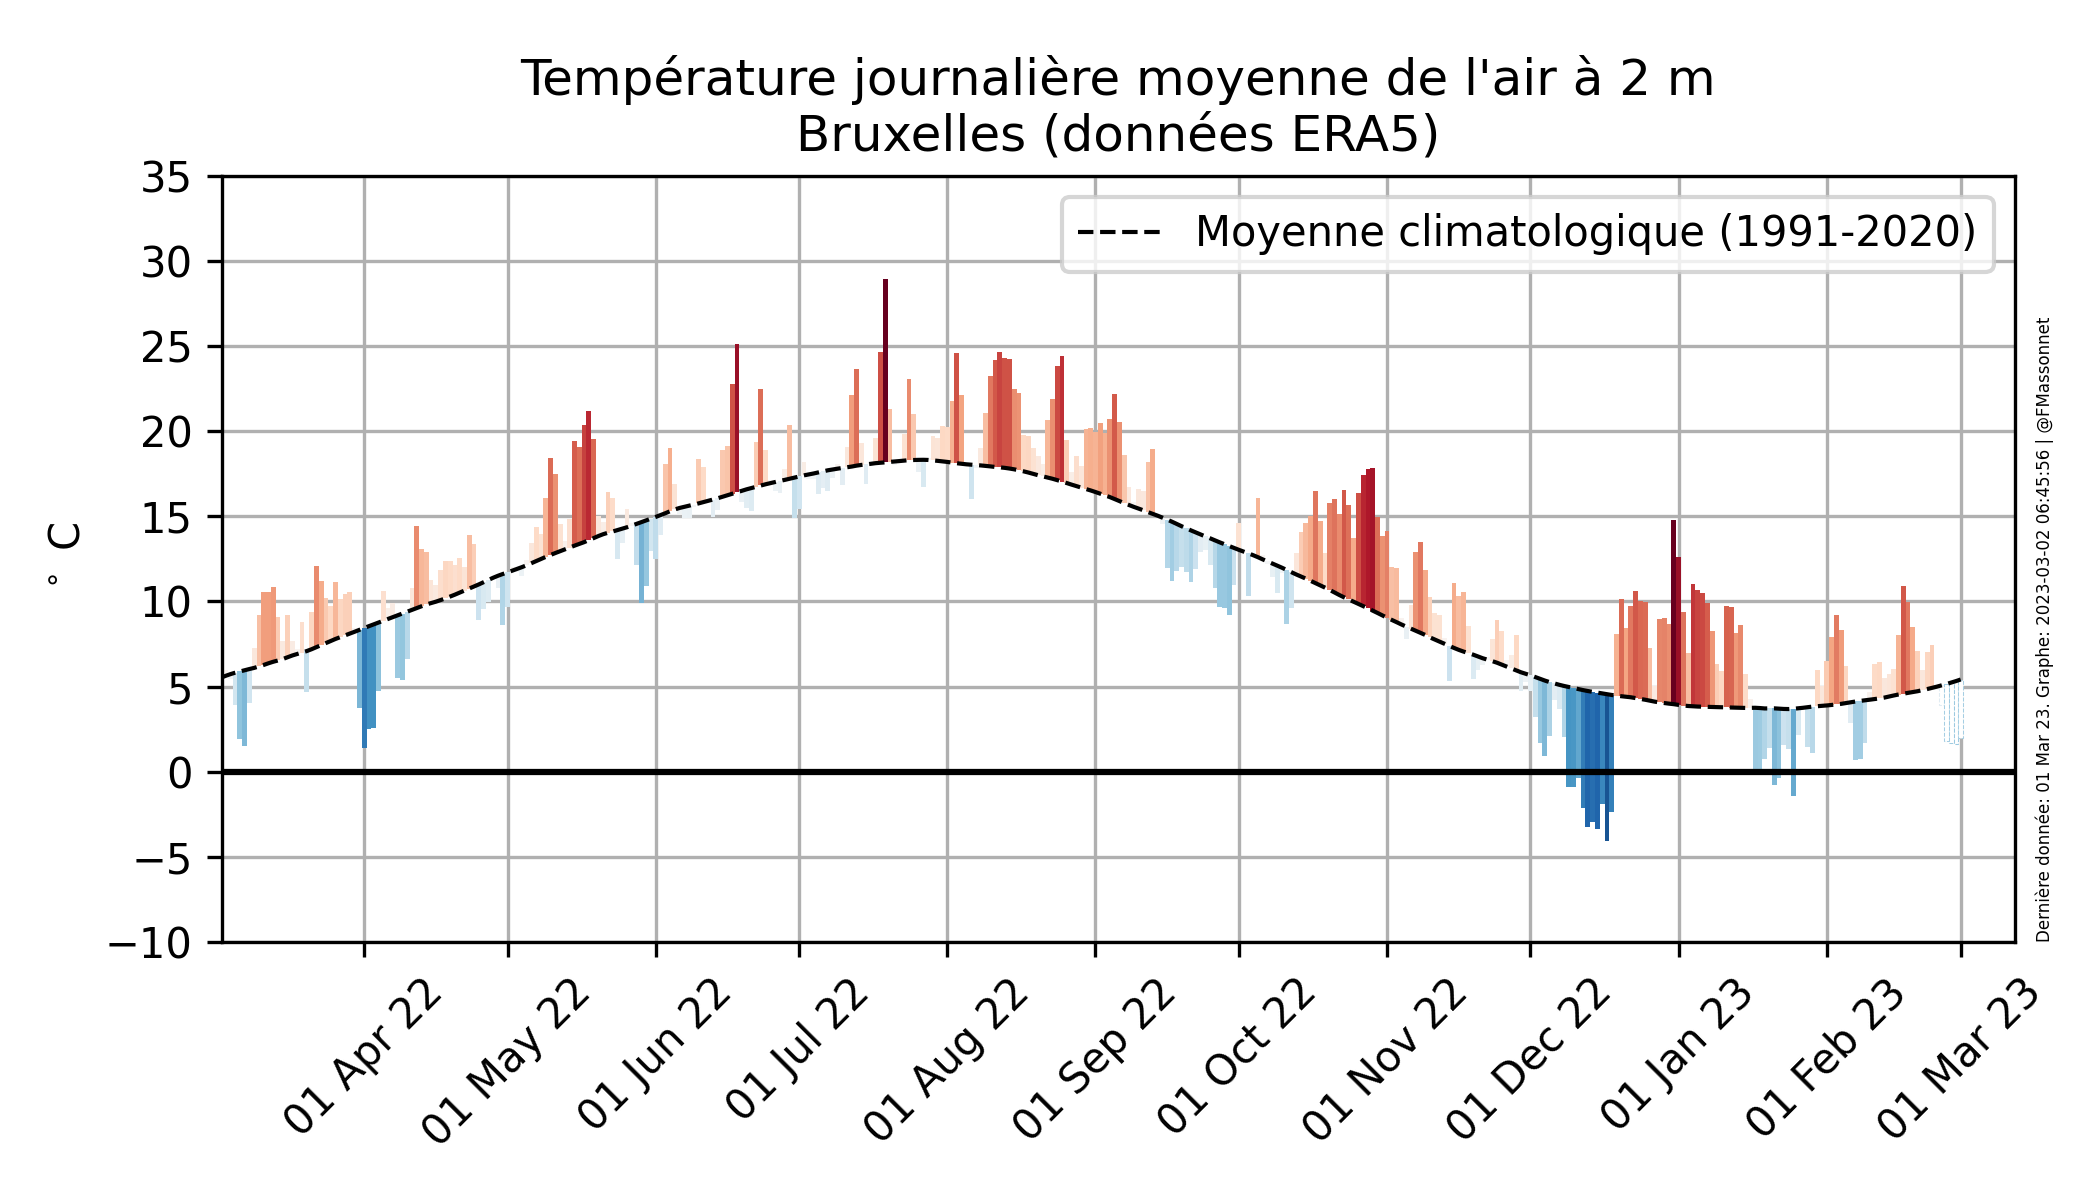 Température journalière moyenne de l'air à 2 m
Bruxelles (données ERA5)
35
30
25
20
15
10
5
0
−5
−10
° C
Moyenne climatologique (1991-2020)
01 Apr 22
01 May 22
01 Jun 22
01 Jul 22
01 Aug 22
01 Sep 22
01 Oct 22
01 Nov 22
01 Dec 22
01 Jan 23
01 Feb 23
01 Mar 23
Dernière donnée: 01 Mar 23. Graphe: 2023-03-02 06:45:56 | @FMassonnet